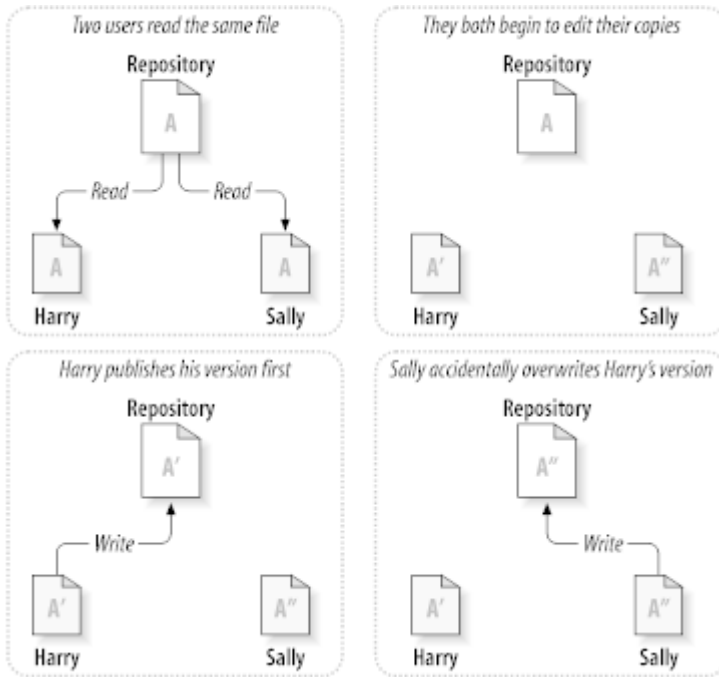 Two users read the same file
Repository
A
Read
Read
A
A
Harry
Sally
They both begin to edit their copies
Repository
A
A′
A″
Harry
Sally
Harry publishes his version first
Repository
A′
Write
A′
A″
Harry
Sally
Sally accidentally overwrites Harry’s version
Repository
A″
Write
A′
A″
Harry
Sally